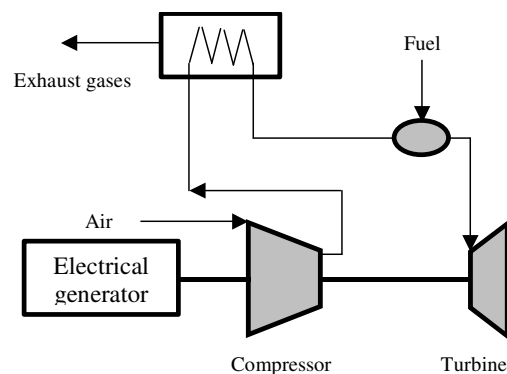 Fuel
Exhaust gases
Air
Electrical
generator
Compressor
Turbine